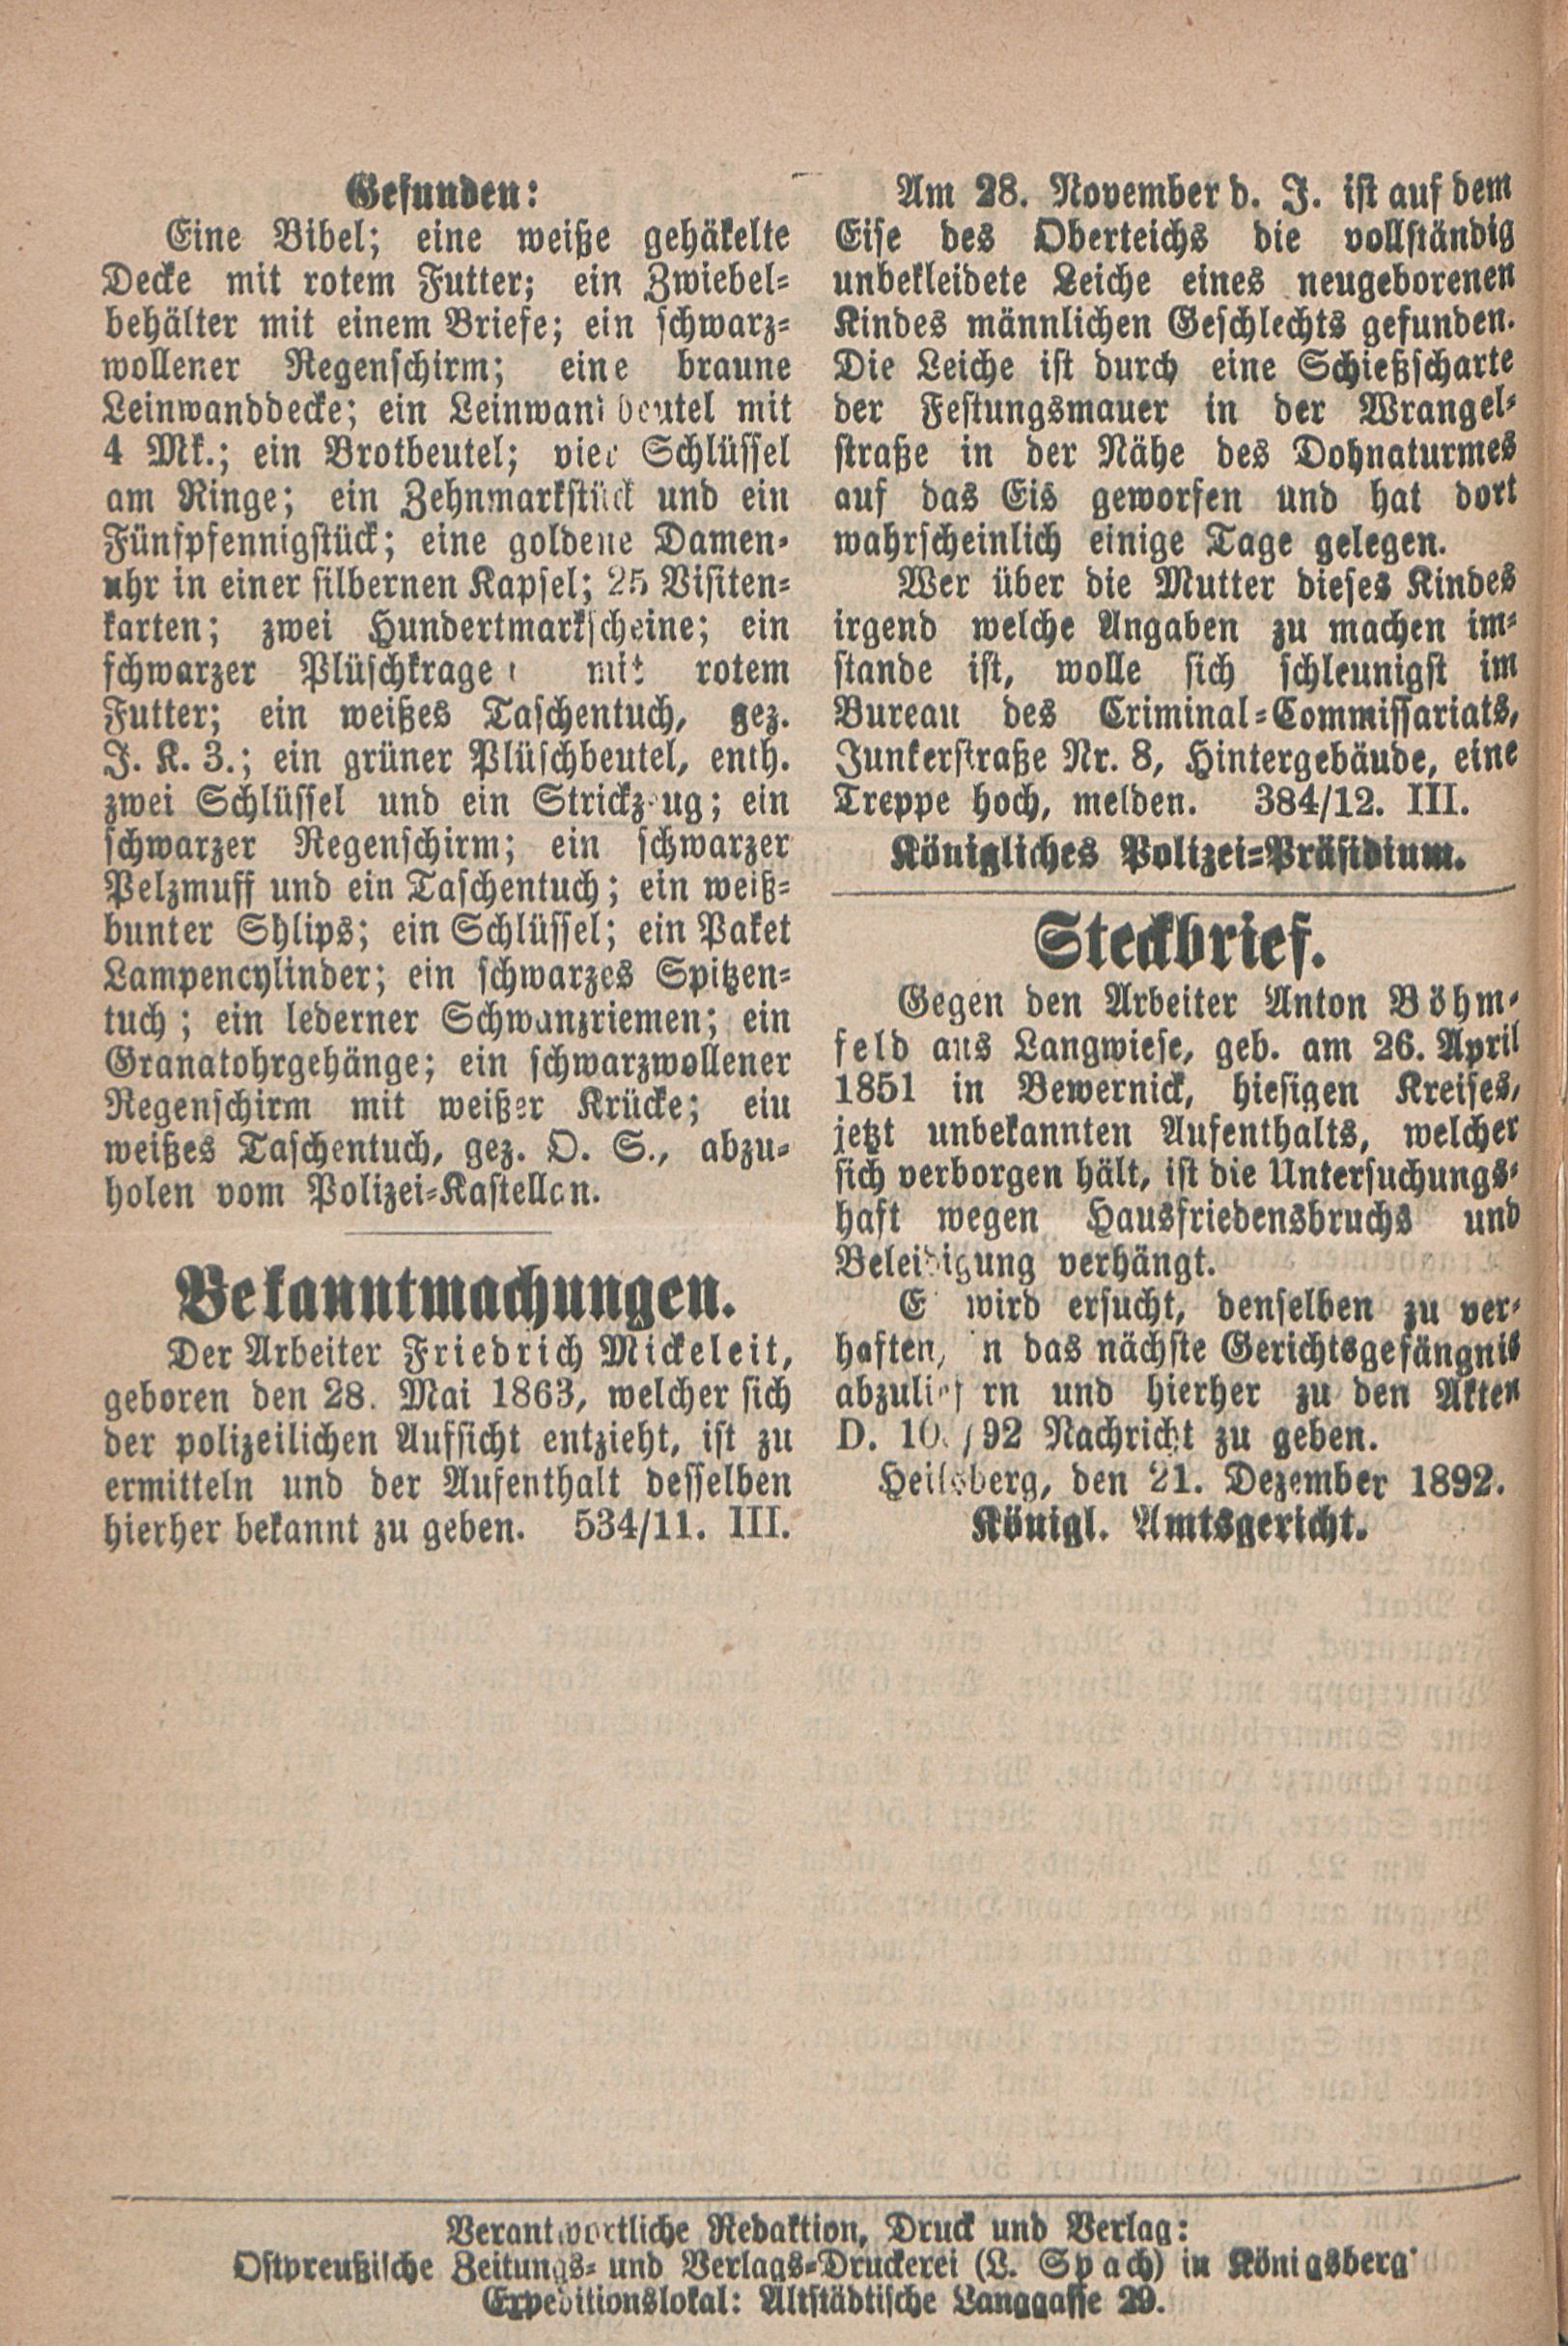 Gefunden:
Eine Bibel; eine weiße gehäkelte
Decke mit rotem Futter; ein Zwiebel-
behälter mit einem Briefe; ein schwarz-
wollener Regenschirm; eine braune
Leinwanddecke; ein Leinwandbeutel mit
4 Mk.; ein Brotbeutel; vier Schlüssel
am Ringe; ein Zehnmarkstück und ein
Fünfpfennigstück; eine goldene Damen-
uhr in einer silbernen Kapsel; 25 Visiten-
karten; zwei Hundertmarkscheine; ein
schwarzer Plüschkragen mit rotem
Futter; ein weißes Taschentuch, gez.
J. K. 3.; ein grüner Plüschbeutel, enth.
zwei Schlüssel und ein Strickzeug; ein
schwarzer Regenschirm; ein schwarzer
Pelzmuff und ein Taschentuch; ein weiß-
bunter Shlips; ein Schlüssel; ein Paket
Lampencylinder; ein schwarzes Spitzen-
tuch; ein lederner Schwanzriemen; ein
Granatohrgehänge; ein schwarzwollener
Regenschirm mit weißer Krücke; ein
weißes Taschentuch, gez. O. S., abzu-
holen vom Polizei-Kastellan.
Bekanntmachungen.
Der Arbeiter Friedrich Mickeleit,
geboren den 28. Mai 1863, welcher sich
der polizeilichen Aufsicht entzieht, ist zu
ermitteln und der Aufenthalt desselben
hierher bekannt zu geben. 534/11. III.
Am 28. November d. J. ist auf dem
Eise des Oberteichs die vollständig
unbekleidete Leiche eines neugeborenen
Kindes männlichen Geschlechts gefunden.
Die Leiche ist durch eine Schießscharte
der Festungsmauer in der Wrangel-
straße in der Nähe des Dohnaturmes
auf das Eis geworfen und hat dort
wahrscheinlich einige Tage gelegen.
Wer über die Mutter dieses Kindes
irgend welche Angaben zu machen im-
stande ist, wolle sich schleunigst im
Bureau des Criminal-Commissariats,
Junkerstraße Nr. 8, Hintergebäude, eine
Treppe hoch, melden. 384/12. III.
Königliches Polizei-Präsidium.
Steckbrief.
Gegen den Arbeiter Anton Böhm-
feld aus Langwiese, geb. am 26. April
1851 in Bewernick, hiesigen Kreises,
jetzt unbekannten Aufenthalts, welcher
sich verborgen hält, ist die Untersuchungs-
haft wegen Hausfriedensbruchs und
Beleidigung verhängt.
Es wird ersucht, denselben zu ver-
haften, in das nächste Gerichtsgefängnis
abzuliefern und hierher zu den Akten
D. Nachricht zu geben.
Heilsberg, den 21. Dezember 1892.
Königl. Amtsgericht.
Verantwortliche Redaktion, Druck und Verlag:
Ostpreußische Zeitungs- und Verlags-Druckerei (L. Spach) in Königsberg
Expeditionslokal: Altstädtische Langgasse 29.